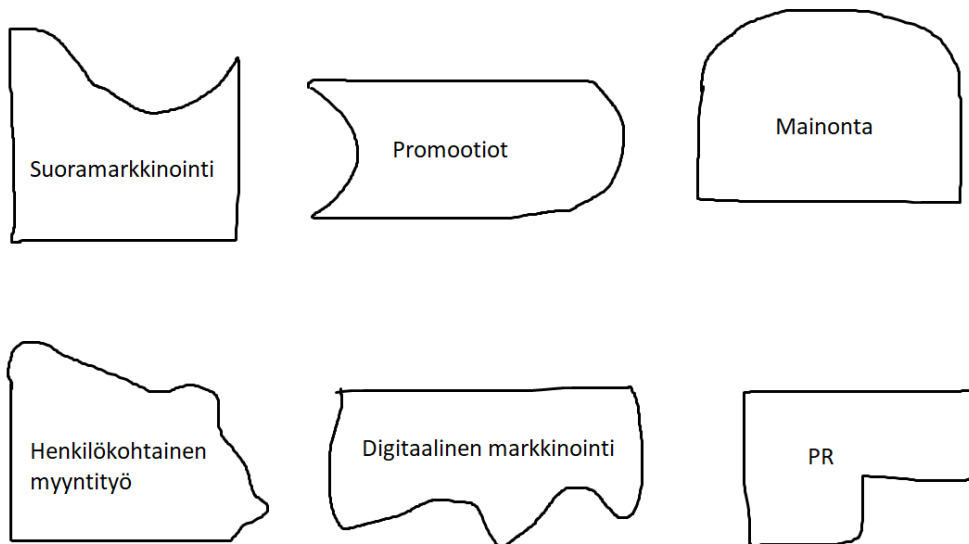 Suoramarkkinointi
Promootiot
Mainonta
Henkilökohtainen
myyntityö
Digitaalinen markkinointi
PR